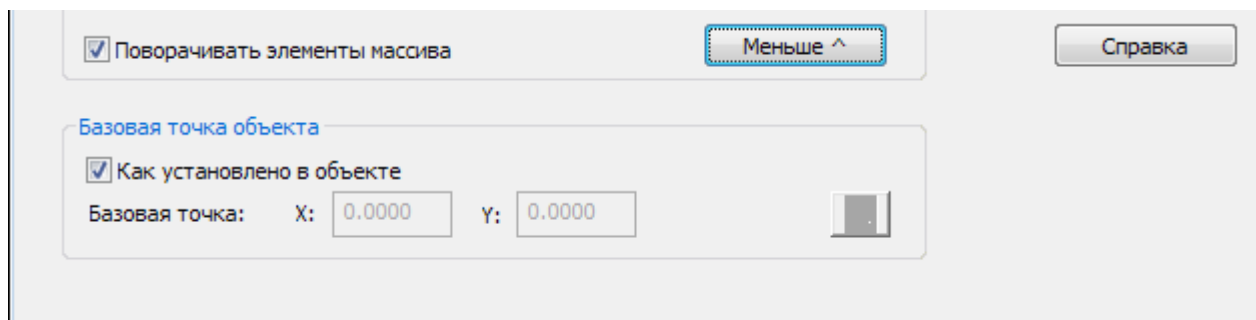 Поворачивать элементы массива Меньше ^ Справка
Базовая точка объекта
Как установлено в объекте
Базовая точка: X: 0.0000 Y: 0.0000